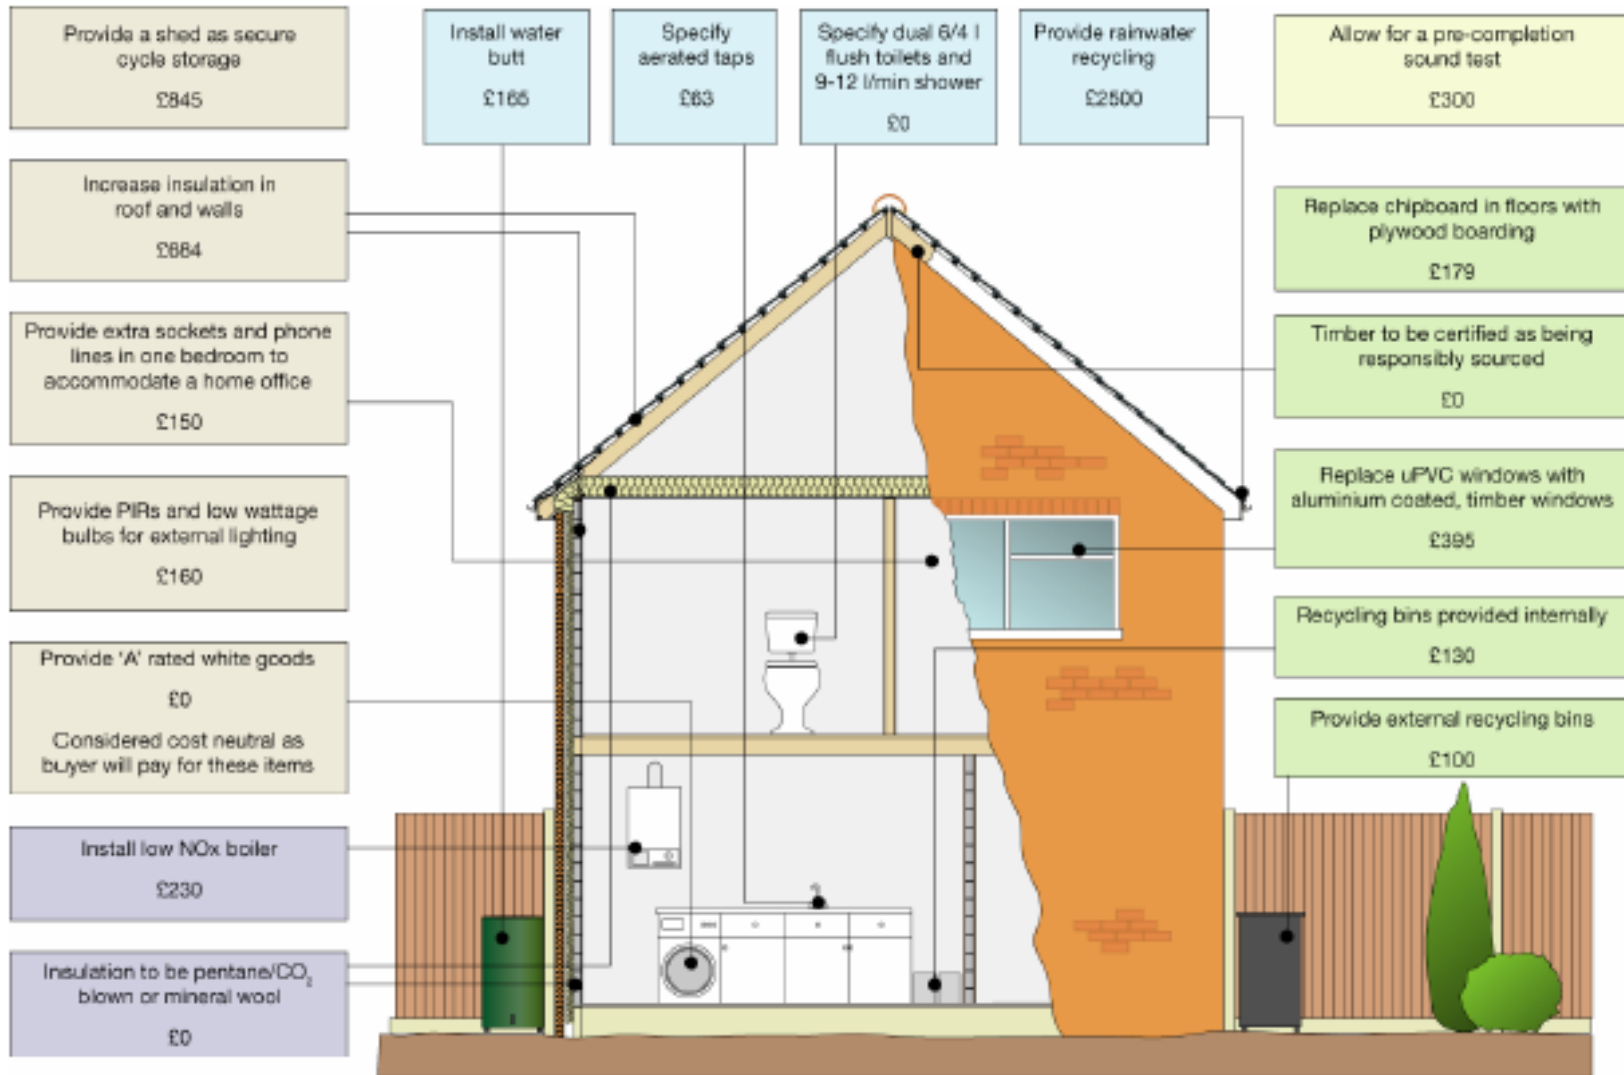 Provide a shed as secure
cycle storage
£845
Increase insulation in
roof and walls
£684
Provide extra sockets and phone
lines in one bedroom to
accommodate a home office
£150
Provide PIRs and low wattage
bulbs for external lighting
£160
Provide 'A' rated white goods
£0
Considered cost neutral as
buyer will pay for these items
Install low NOx boiler
£230
Insulation to be pentane/CO₂
blown or mineral wool
£0
Install water
butt
£165
Specify
aerated taps
£63
Specify dual 6/4 l
flush toilets and
9-12 l/min shower
£0
Provide rainwater
recycling
£2500
Allow for a pre-completion
sound test
£300
Replace chipboard in floors with
plywood boarding
£179
Timber to be certified as being
responsibly sourced
£0
Replace uPVC windows with
aluminium coated, timber windows
£395
Recycling bins provided internally
£130
Provide external recycling bins
£100